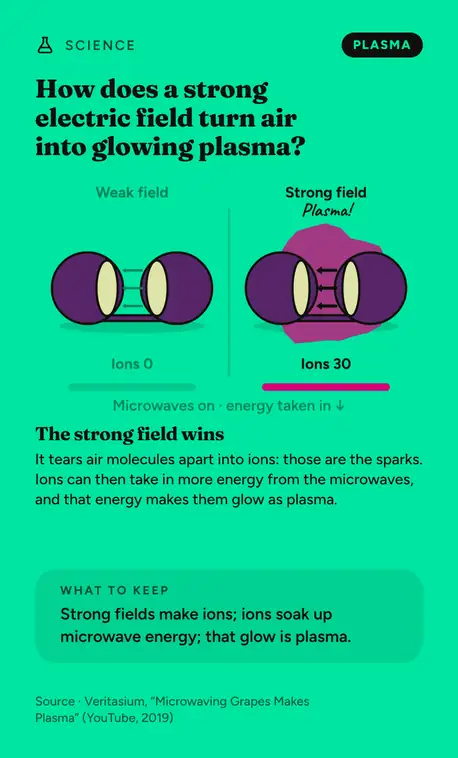 SCIENCE
PLASMA
How does a strong
electric field turn air
into glowing plasma?
Weak field
Strong field
Plasma!
Ions 0
Ions 30
Microwaves on · energy taken in ↓
The strong field wins
It tears air molecules apart into ions: those are the sparks.
Ions can then take in more energy from the microwaves,
and that energy makes them glow as plasma.
WHAT TO KEEP
Strong fields make ions; ions soak up
microwave energy; that glow is plasma.
Source · Veritasium, “Microwaving Grapes Makes
Plasma” (YouTube, 2019)